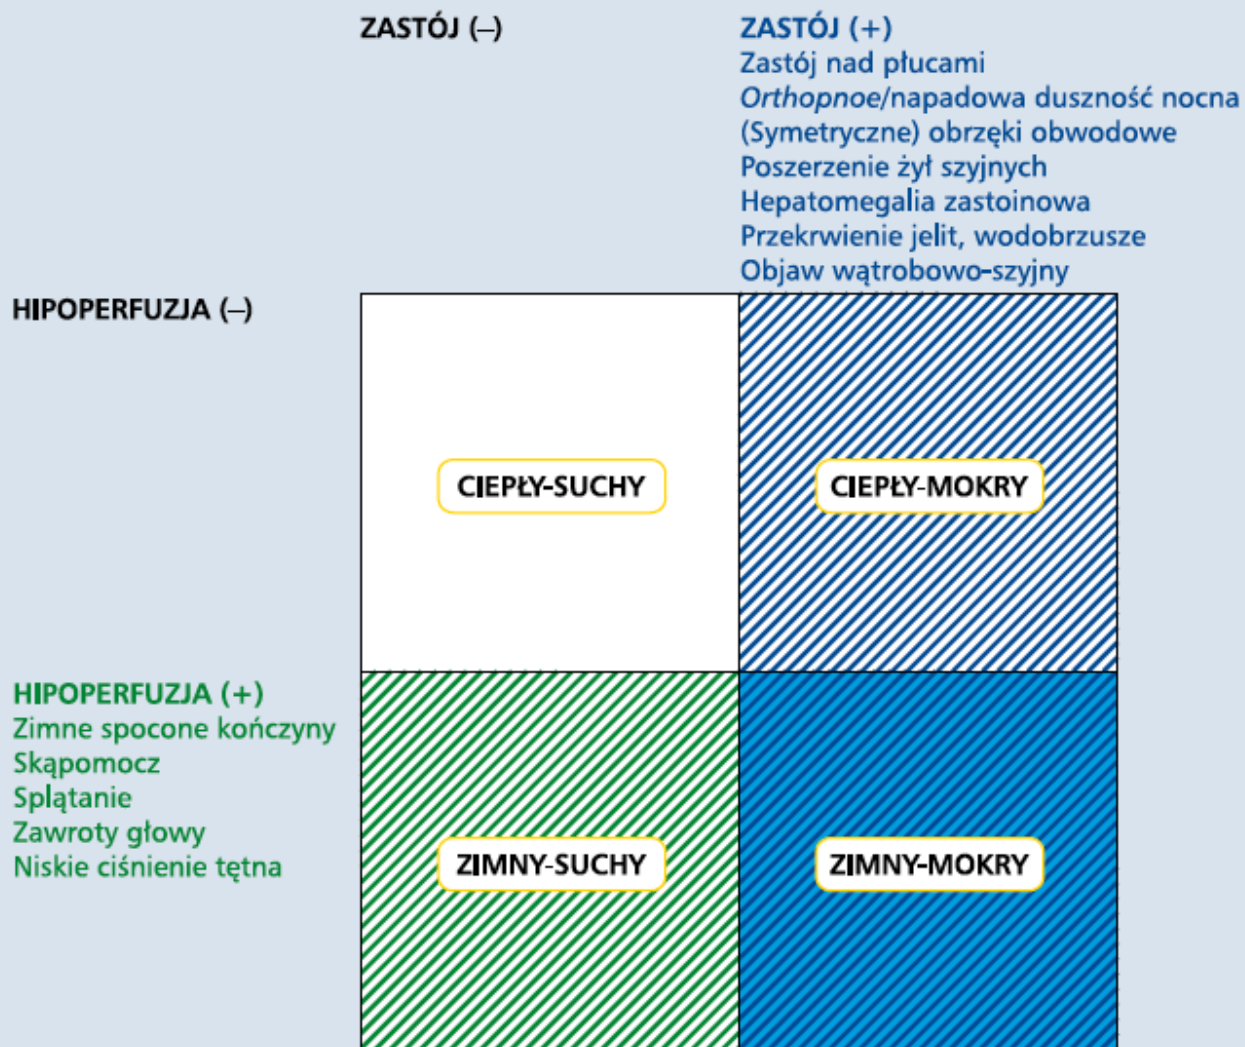 ZASTÓJ (–)
ZASTÓJ (+)
Zastój nad płucami
Orthopnoe/napadowa duszność nocna
(Symetryczne) obrzęki obwodowe
Poszerzenie żył szyjnych
Hepatomegalia zastoinowa
Przekrwienie jelit, wodobrzusze
Objaw wątrobowo-szyjny
HIPOPERFUZJA (–)
CIEPŁY-SUCHY
CIEPŁY-MOKRY
HIPOPERFUZJA (+)
Zimne spocone kończyny
Skąpomocz
Splątanie
Zawroty głowy
Niskie ciśnienie tętna
ZIMNY-SUCHY
ZIMNY-MOKRY